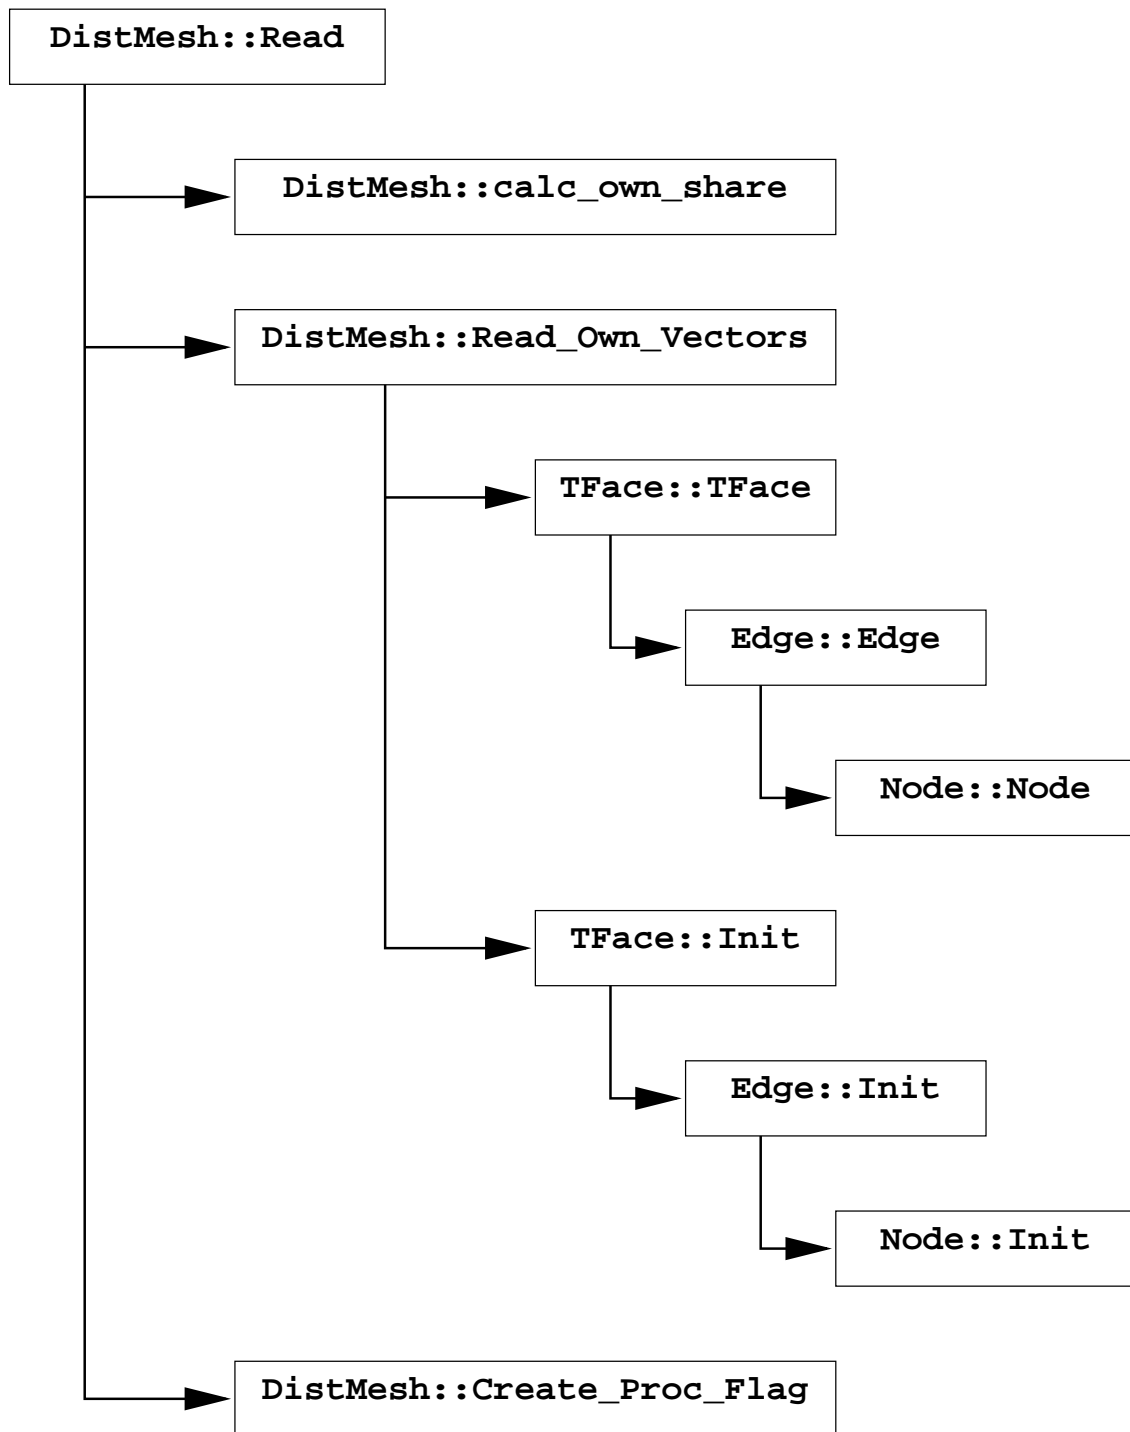 DistMesh::Read
DistMesh::calc_own_share
DistMesh::Read_Own_Vectors
TFace::TFace
Edge::Edge
Node::Node
TFace::Init
Edge::Init
Node::Init
DistMesh::Create_Proc_Flag